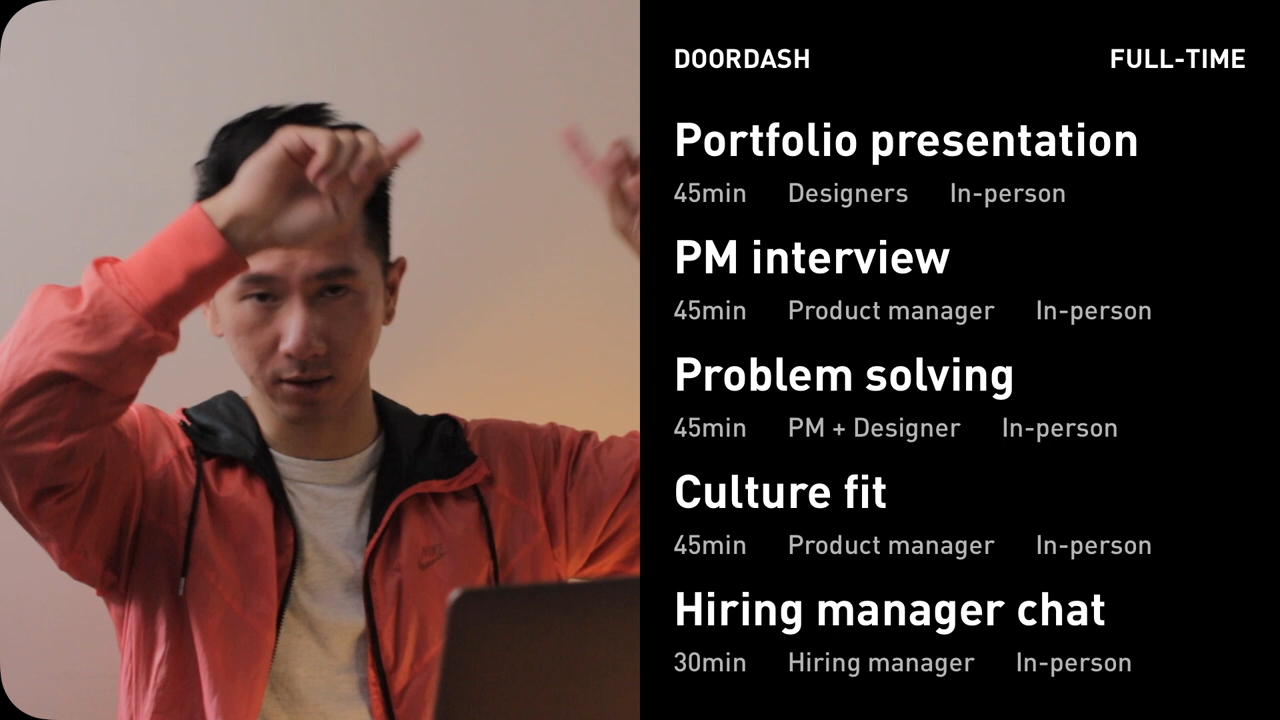 DOORDASH FULL-TIME
Portfolio presentation
45min Designers In-person
PM interview
45min Product manager In-person
Problem solving
45min PM + Designer In-person
Culture fit
45min Product manager In-person
Hiring manager chat
30min Hiring manager In-person
NIKE